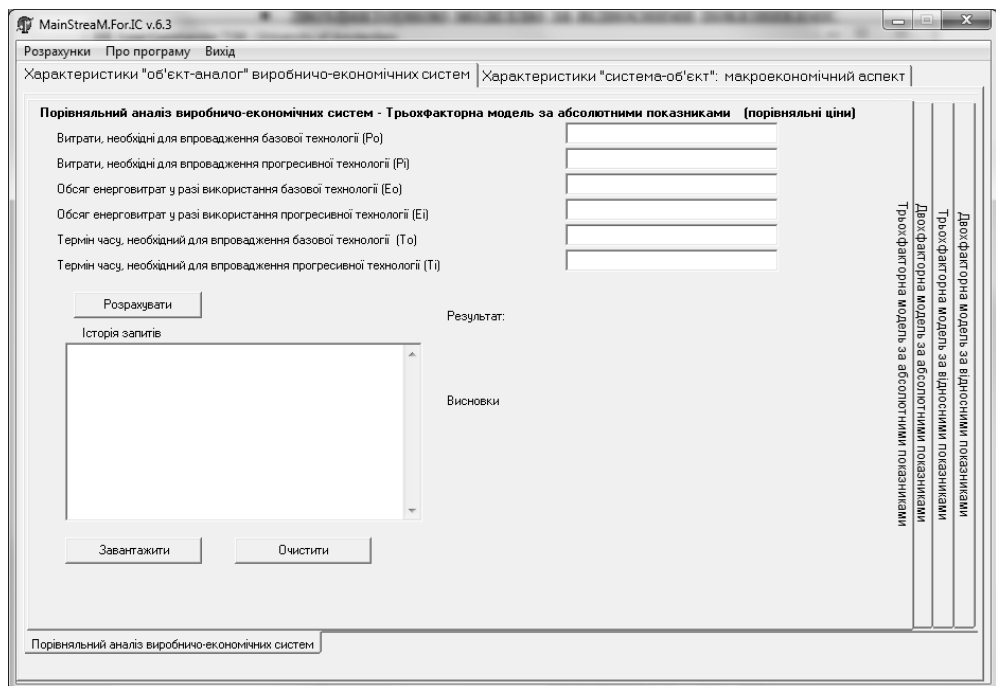 MainStreaM.For.IC v.6.3
Розрахунки Про програму Вихід
Характеристики "об'єкт-аналог" виробничо-економічних систем
Характеристики "система-об'єкт": макроекономічний аспект
Порівняльний аналіз виробничо-економічних систем - Трьохфакторна модель за абсолютними показниками (порівняльні ціни)
Витрати, необхідні для впровадження базової технології (Po)
Витрати, необхідні для впровадження прогресивної технології (Pi)
Обсяг енерговитрат у разі використання базової технології (Eo)
Обсяг енерговитрат у разі використання прогресивної технології (Ei)
Термін часу, необхідний для впровадження базової технології (To)
Термін часу, необхідний для впровадження прогресивної технології (Ti)
Розрахувати
Результат:
Історія запитів
Висновки
Завантажити
Очистити
Трьохфакторна модель за абсолютними показниками
Двохфакторна модель за абсолютними показниками
Трьохфакторна модель за відносними показниками
Двохфакторна модель за відносними показниками
Порівняльний аналіз виробничо-економічних систем